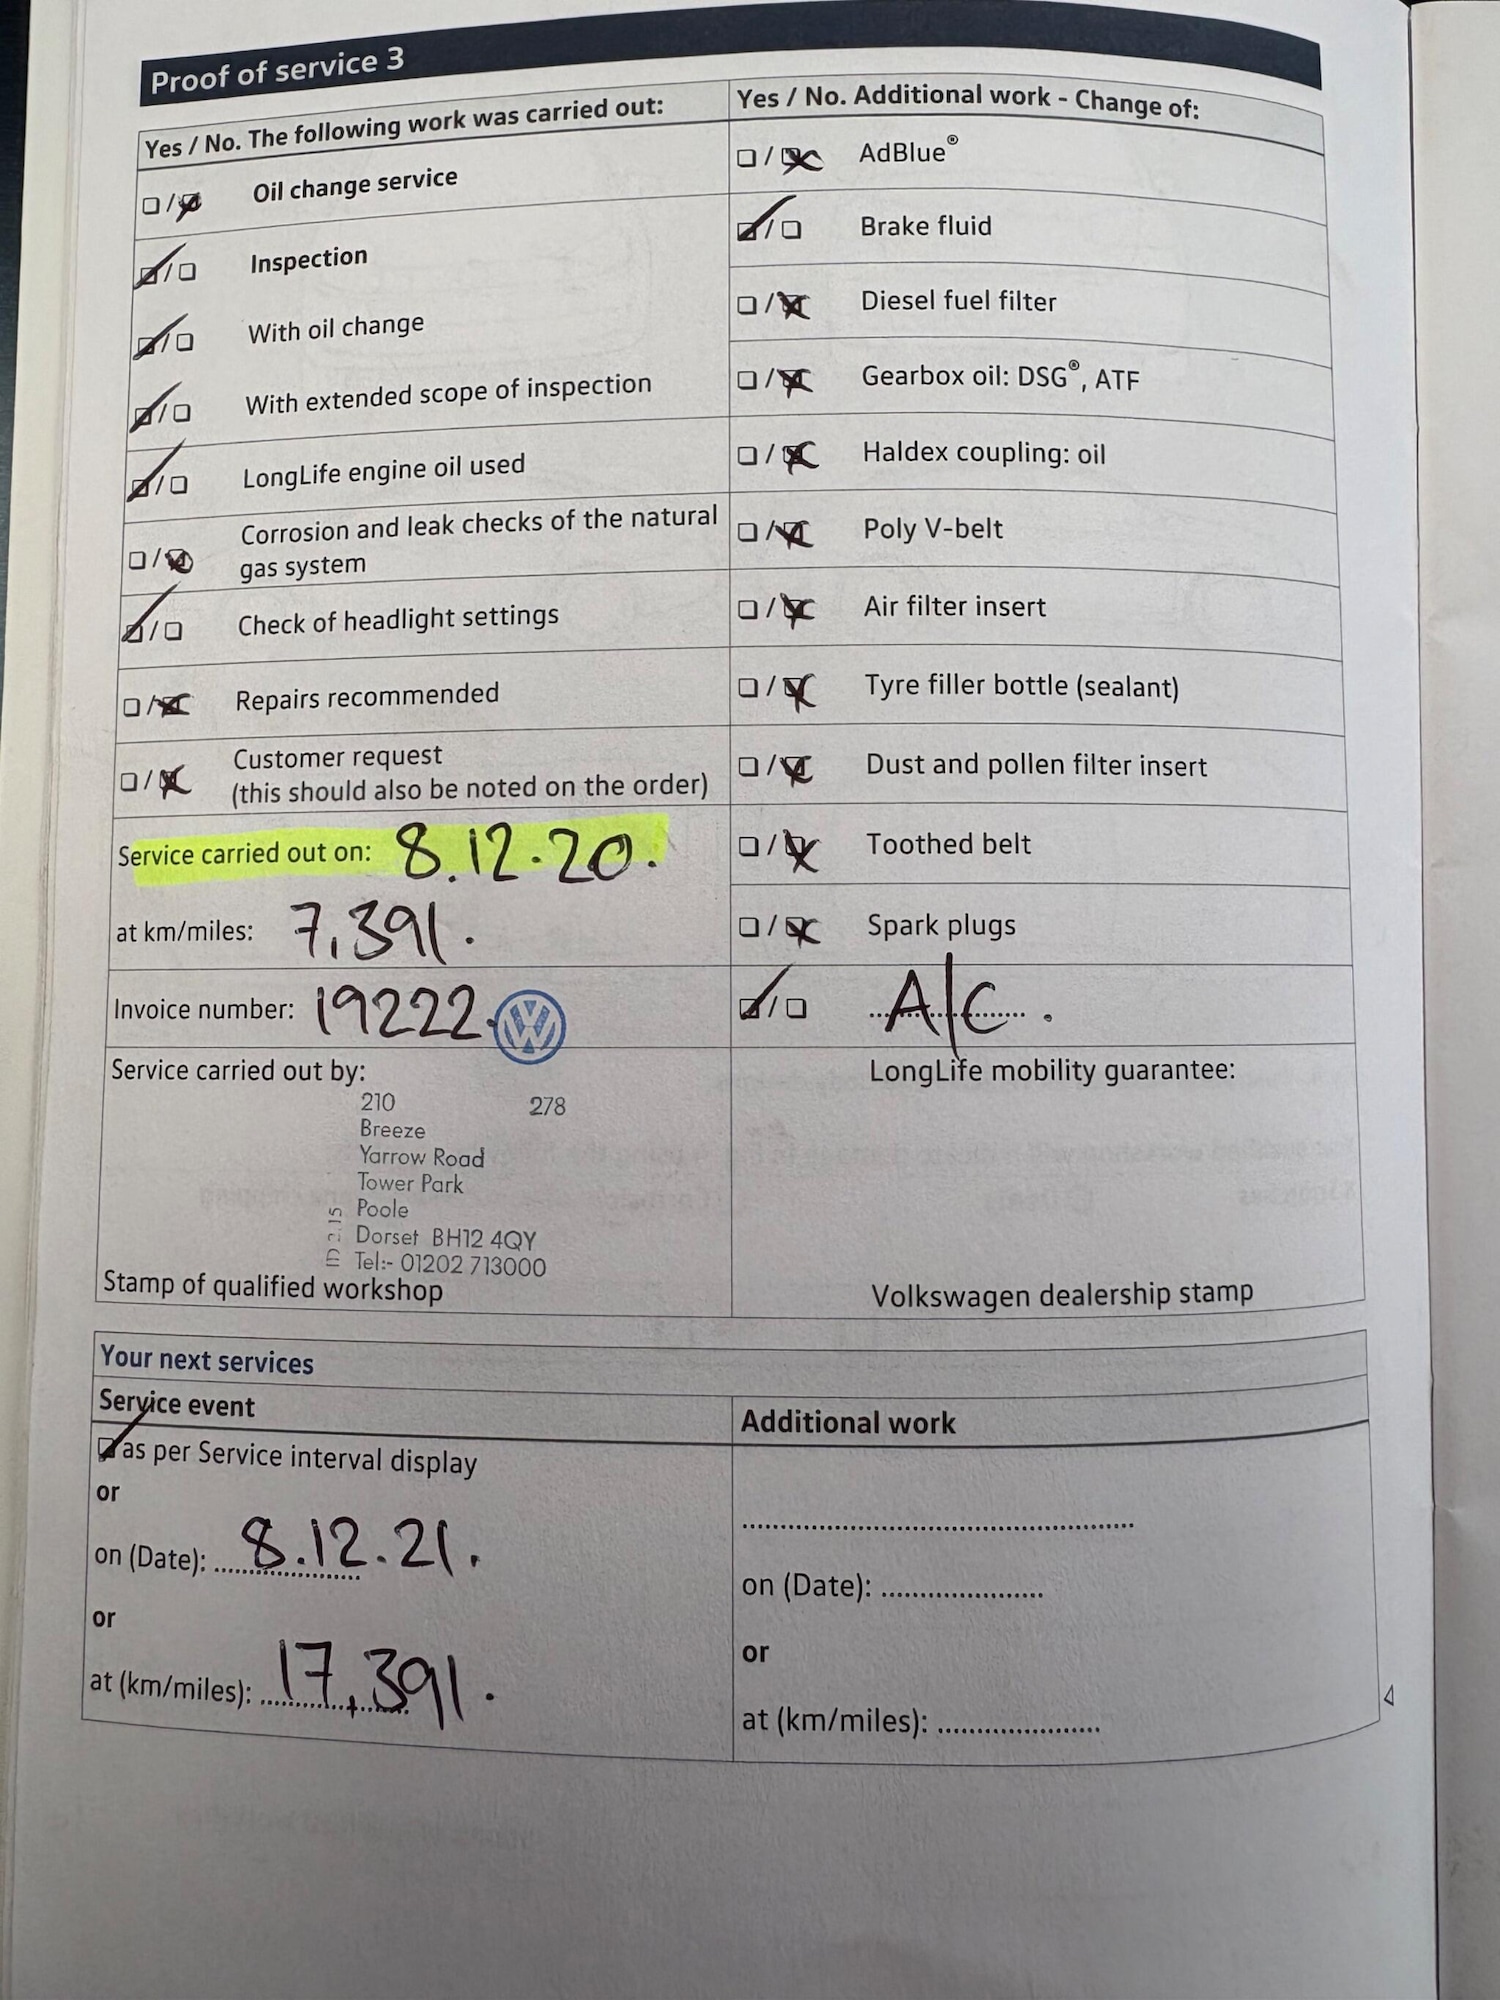 Proof of service 3
Yes / No. The following work was carried out:
Oil change service
Inspection
With oil change
With extended scope of inspection
LongLife engine oil used
Corrosion and leak checks of the natural
gas system
Check of headlight settings
Repairs recommended
Customer request
(this should also be noted on the order)
Service carried out on: 8.12.20.
at km/miles: 7,391.
Invoice number: 19222.
Service carried out by:
210 278
Breeze
Yarrow Road
Tower Park
Poole
Dorset BH12 4QY
Tel:- 01202 713000
Stamp of qualified workshop
Yes / No. Additional work - Change of:
AdBlue®
Brake fluid
Diesel fuel filter
Gearbox oil: DSG®, ATF
Haldex coupling: oil
Poly V-belt
Air filter insert
Tyre filler bottle (sealant)
Dust and pollen filter insert
Toothed belt
Spark plugs
A/C.
LongLife mobility guarantee:
Volkswagen dealership stamp
Your next services
Service event
as per Service interval display
or
on (Date): 8.12.21.
or
at (km/miles): 17,391.
Additional work
on (Date):
or
at (km/miles):